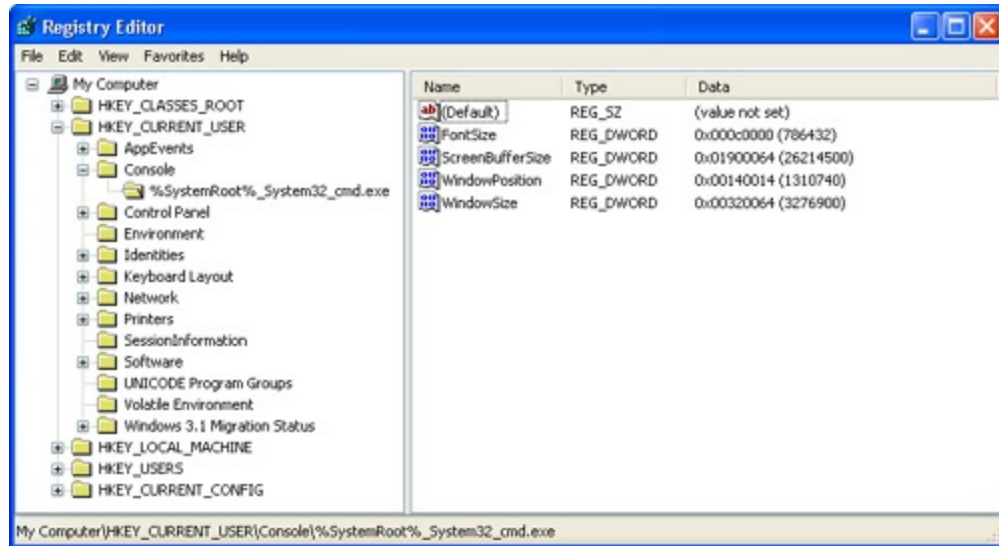 Registry Editor
File Edit View Favorites Help
My Computer
HKEY_CLASSES_ROOT
HKEY_CURRENT_USER
AppEvents
Console
%SystemRoot%_System32_cmd.exe
Control Panel
Environment
Identities
Keyboard Layout
Network
Printers
SessionInformation
Software
UNICODE Program Groups
Volatile Environment
Windows 3.1 Migration Status
HKEY_LOCAL_MACHINE
HKEY_USERS
HKEY_CURRENT_CONFIG
Name Type Data
(Default) REG_SZ (value not set)
FontSize REG_DWORD 0x000c0000 (786432)
ScreenBufferSize REG_DWORD 0x01900064 (26214500)
WindowPosition REG_DWORD 0x00140014 (1310740)
WindowSize REG_DWORD 0x00320064 (3276900)
My Computer\HKEY_CURRENT_USER\Console\%SystemRoot%_System32_cmd.exe